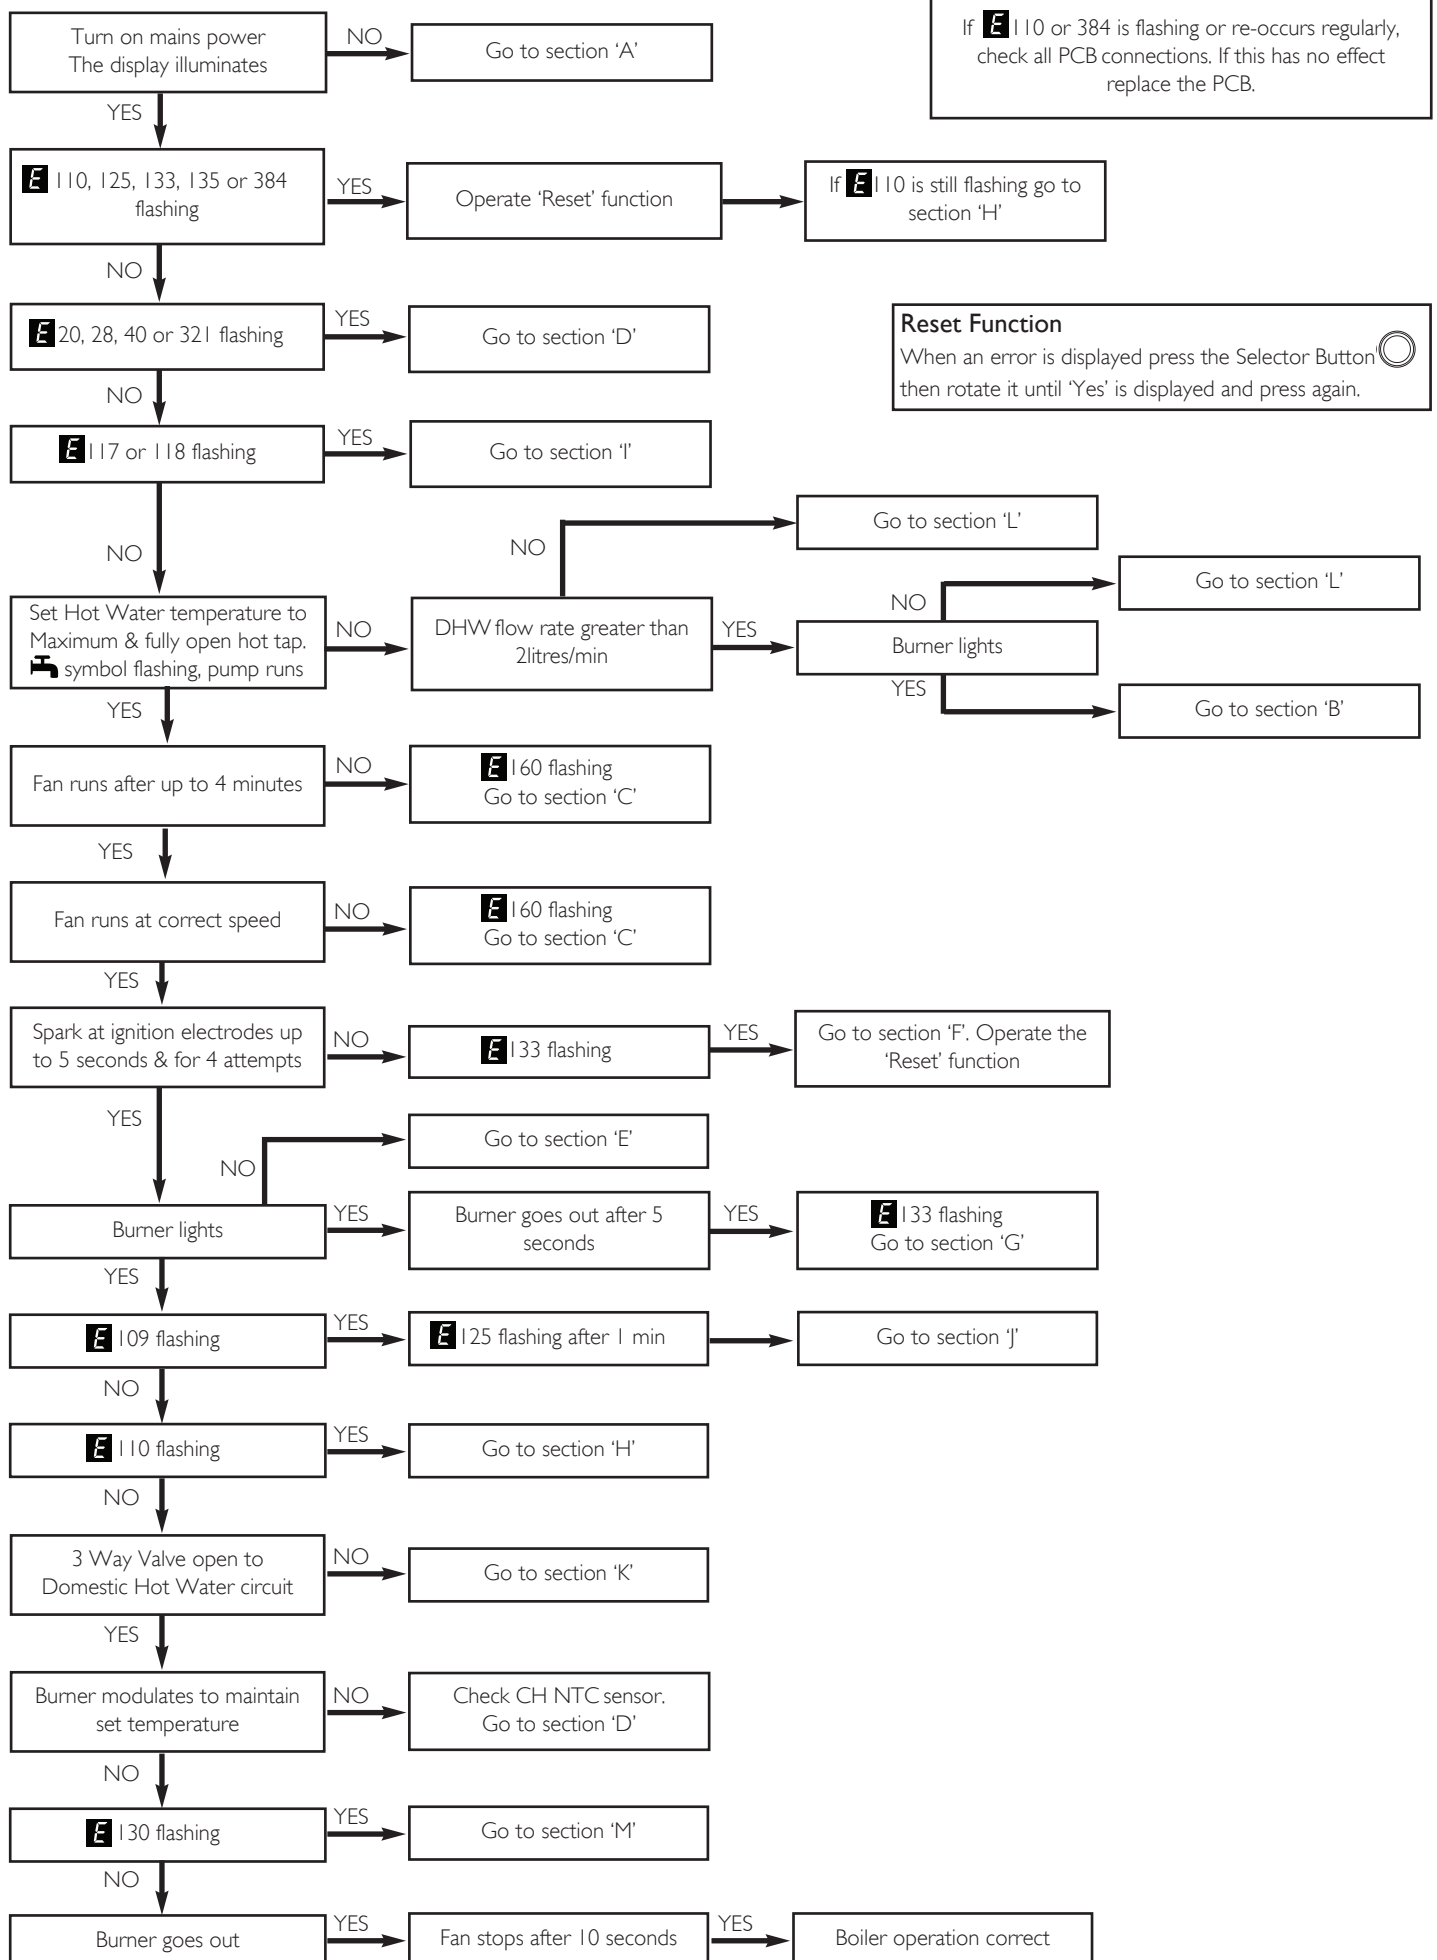 Turn on mains power
The display illuminates
NO
Go to section ‘A’
If E 110 or 384 is flashing or re-occurs regularly,
check all PCB connections. If this has no effect
replace the PCB.
YES
E 110, 125, 133, 135 or 384
flashing
YES
Operate ‘Reset’ function
If E 110 is still flashing go to
section ‘H’
NO
E 20, 28, 40 or 321 flashing
YES
Go to section ‘D’
Reset Function
When an error is displayed press the Selector Button
then rotate it until ‘Yes’ is displayed and press again.
NO
E 117 or 118 flashing
YES
Go to section ‘I’
NO
Set Hot Water temperature to
Maximum & fully open hot tap.
symbol flashing, pump runs
NO
DHW flow rate greater than
2litres/min
NO
Go to section ‘L’
YES
Burner lights
NO
Go to section ‘L’
YES
Go to section ‘B’
YES
Fan runs after up to 4 minutes
NO
E 160 flashing
Go to section ‘C’
YES
Fan runs at correct speed
NO
E 160 flashing
Go to section ‘C’
YES
Spark at ignition electrodes up
to 5 seconds & for 4 attempts
NO
E 133 flashing
YES
Go to section ‘F’. Operate the
‘Reset’ function
YES
Burner lights
NO
Go to section ‘E’
YES
Burner goes out after 5
seconds
YES
E 133 flashing
Go to section ‘G’
YES
E 109 flashing
YES
E 125 flashing after 1 min
Go to section ‘J’
NO
E 110 flashing
YES
Go to section ‘H’
NO
3 Way Valve open to
Domestic Hot Water circuit
NO
Go to section ‘K’
YES
Burner modulates to maintain
set temperature
NO
Check CH NTC sensor.
Go to section ‘D’
NO
E 130 flashing
YES
Go to section ‘M’
NO
Burner goes out
YES
Fan stops after 10 seconds
YES
Boiler operation correct